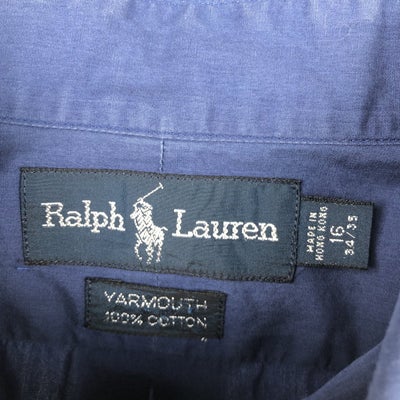 Ralph Lauren
MADE IN
HONG KONG
16
34/35
YARMOUTH
100% COTTON